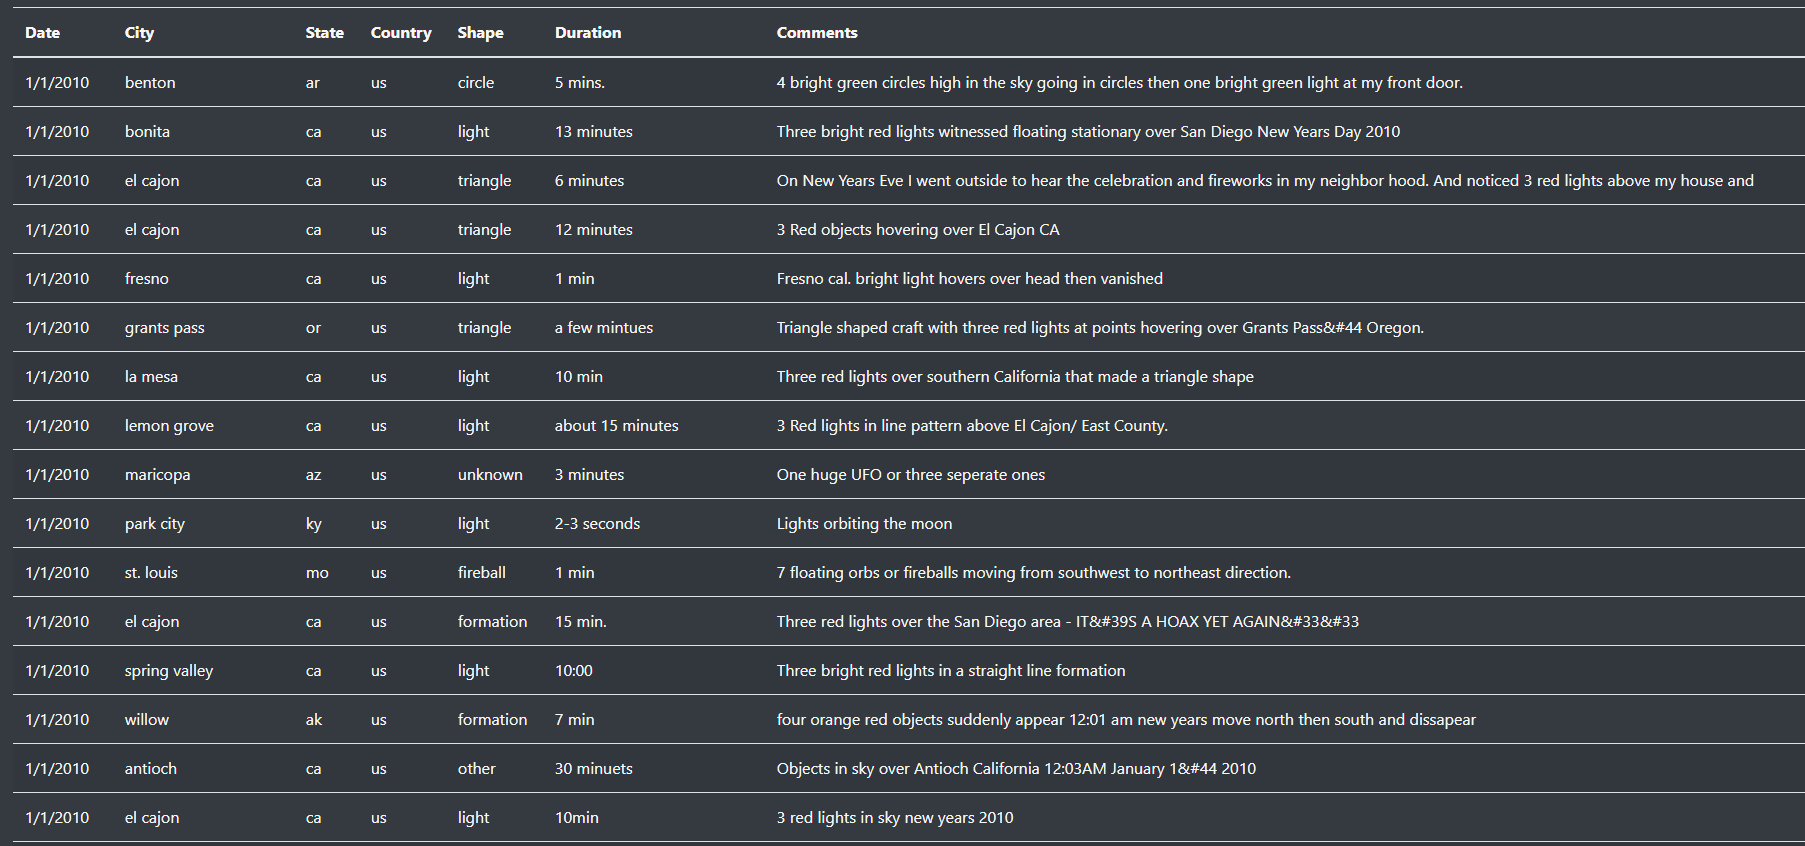 Date City State Country Shape Duration Comments
1/1/2010 benton ar us circle 5 mins. 4 bright green circles high in the sky going in circles then one bright green light at my front door.
1/1/2010 bonita ca us light 13 minutes Three bright red lights witnessed floating stationary over San Diego New Years Day 2010
1/1/2010 el cajon ca us triangle 6 minutes On New Years Eve I went outside to hear the celebration and fireworks in my neighbor hood. And noticed 3 red lights above my house and
1/1/2010 el cajon ca us triangle 12 minutes 3 Red objects hovering over El Cajon CA
1/1/2010 fresno ca us light 1 min Fresno cal. bright light hovers over head then vanished
1/1/2010 grants pass or us triangle a few mintues Triangle shaped craft with three red lights at points hovering over Grants Pass&#44 Oregon.
1/1/2010 la mesa ca us light 10 min Three red lights over southern California that made a triangle shape
1/1/2010 lemon grove ca us light about 15 minutes 3 Red lights in line pattern above El Cajon/ East County.
1/1/2010 maricopa az us unknown 3 minutes One huge UFO or three seperate ones
1/1/2010 park city ky us light 2-3 seconds Lights orbiting the moon
1/1/2010 st. louis mo us fireball 1 min 7 floating orbs or fireballs moving from southwest to northeast direction.
1/1/2010 el cajon ca us formation 15 min. Three red lights over the San Diego area - IT&#39S A HOAX YET AGAIN&#33&#33
1/1/2010 spring valley ca us light 10:00 Three bright red lights in a straight line formation
1/1/2010 willow ak us formation 7 min four orange red objects suddenly appear 12:01 am new years move north then south and dissapear
1/1/2010 antioch ca us other 30 minuets Objects in sky over Antioch California 12:03AM January 1&#44 2010
1/1/2010 el cajon ca us light 10min 3 red lights in sky new years 2010